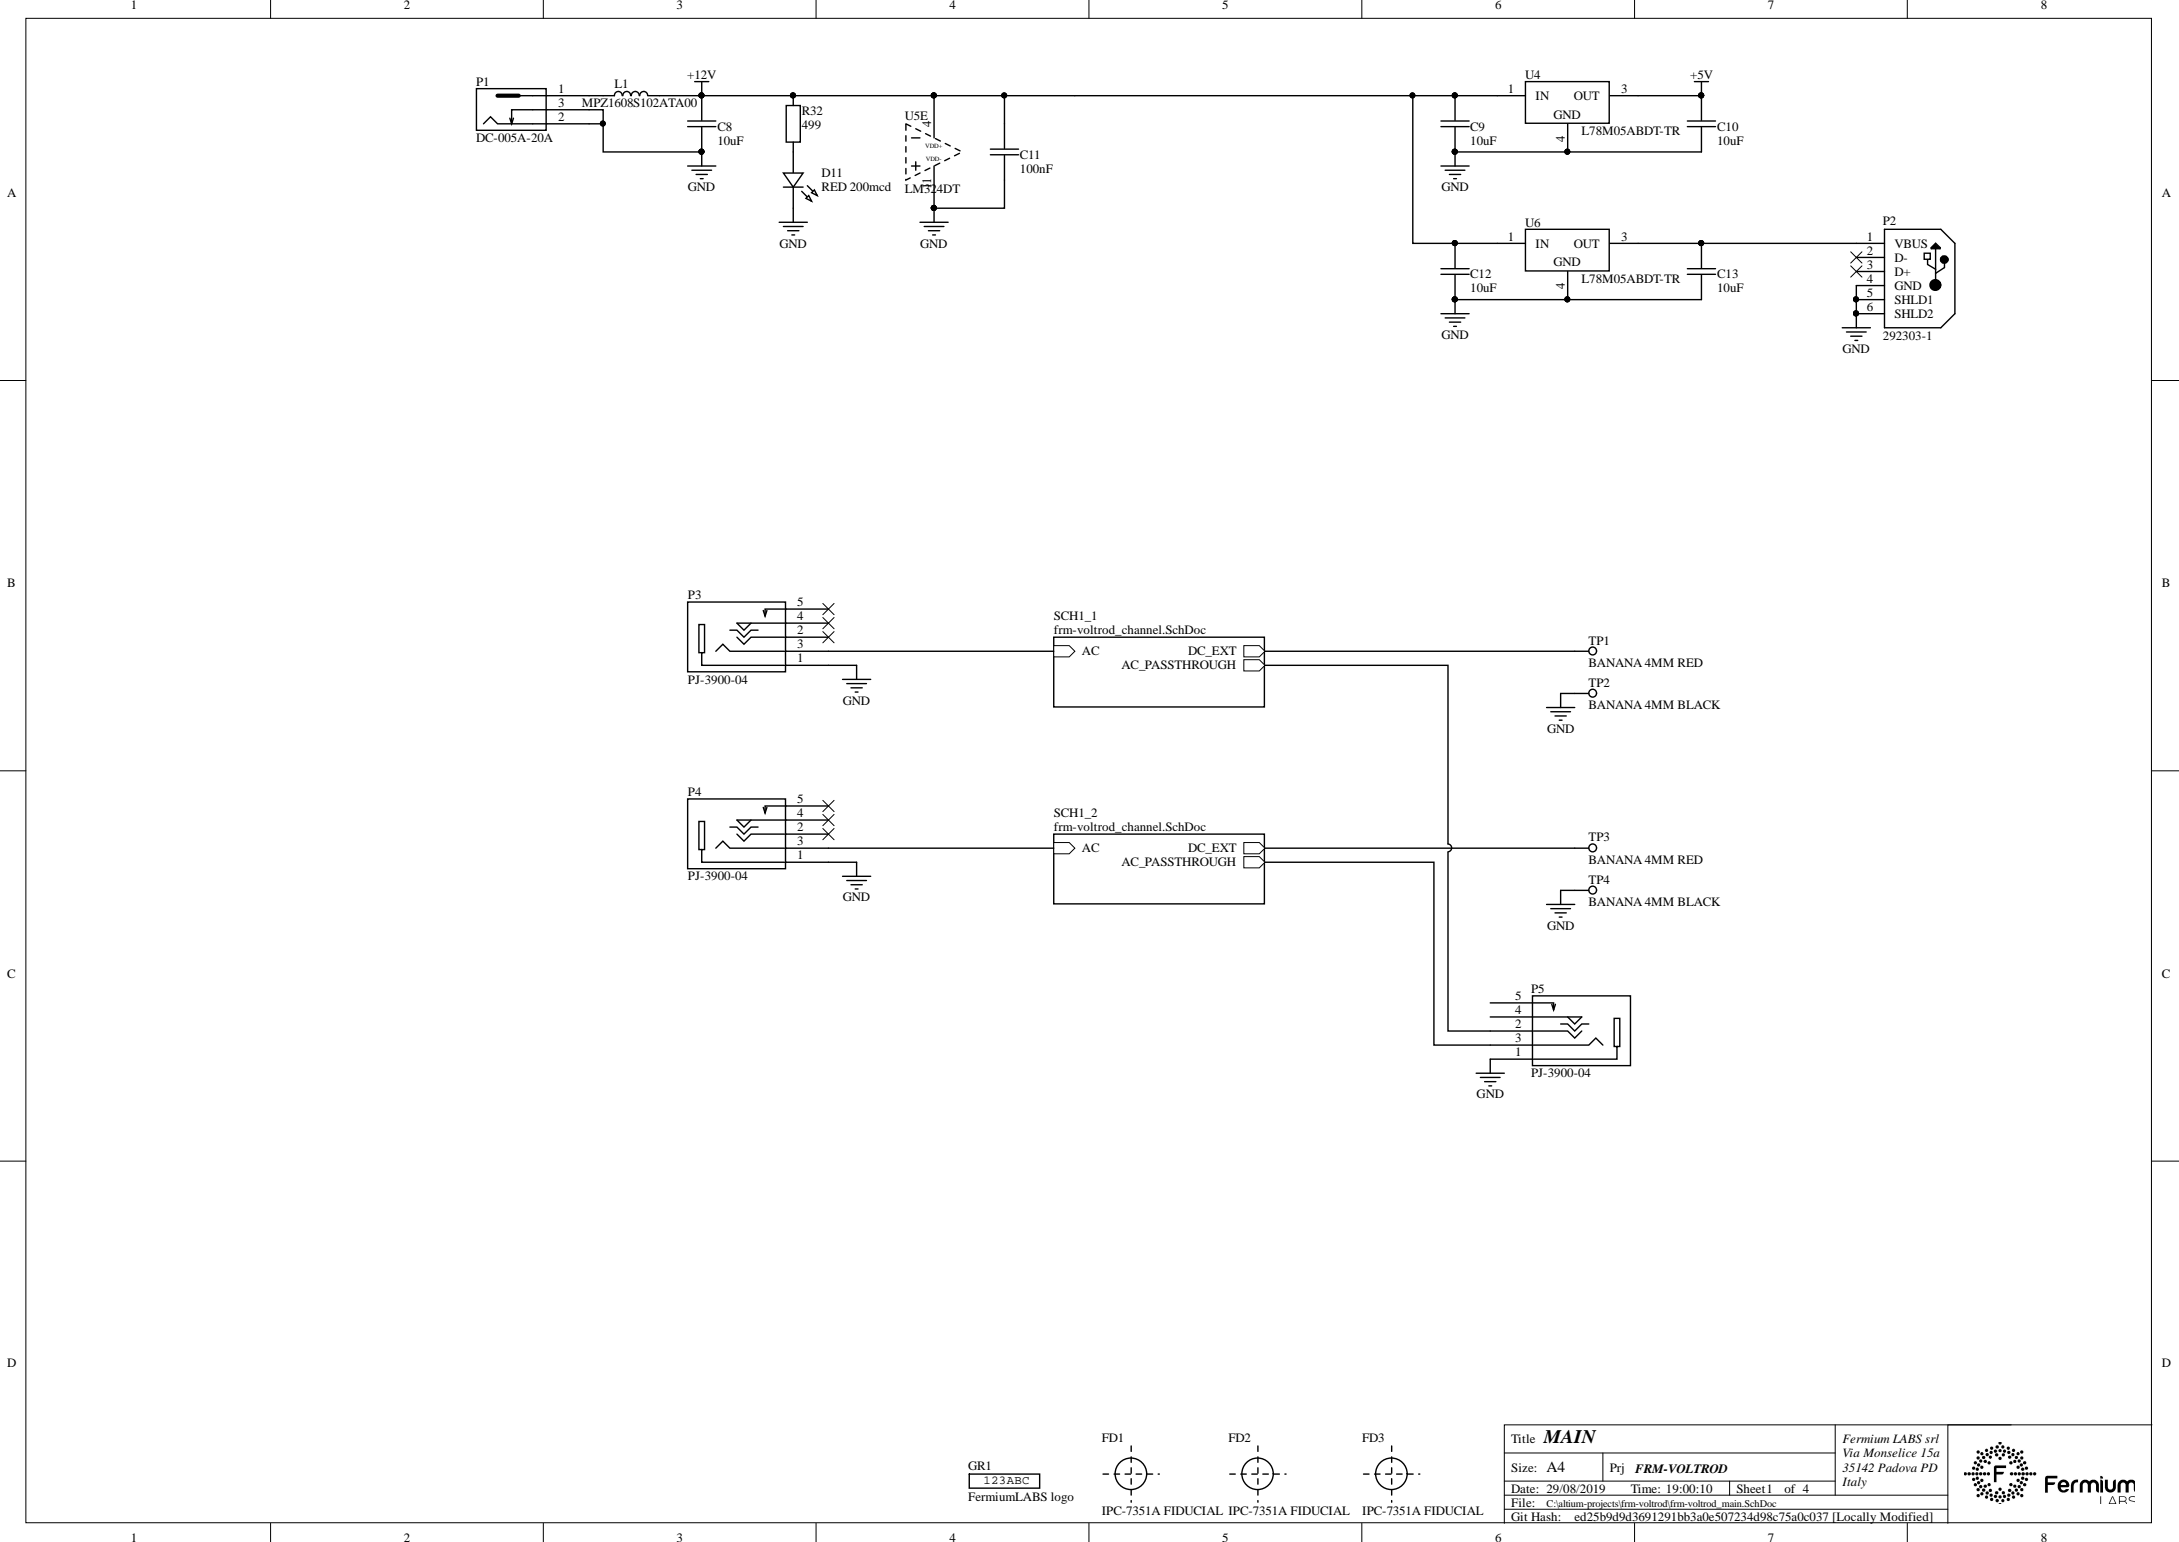 1 2 3 4 5 6 7 8
A A
B B
C C
D D
P1
1
3
2
DC-005A-20A
L1
MPZ1608S102ATA00
+12V
C8
10uF
GND
R32
499
D11
RED 200mcd
GND
U5E
4
VDD+
VDD-
11
LM324DT
GND
C11
100nF
C9
10uF
GND
U4
1 IN OUT 3
GND
4
L78M05ABDT-TR
+5V
C10
10uF
C12
10uF
GND
U6
1 IN OUT 3
GND
4
L78M05ABDT-TR
C13
10uF
P2
1 VBUS
2 D-
3 D+
4 GND
5 SHLD1
6 SHLD2
292303-1
GND
P3
5
4
2
3
1
PJ-3900-04
GND
SCH1_1
frm-voltrod_channel.SchDoc
AC DC_EXT
AC_PASSTHROUGH
TP1
BANANA 4MM RED
TP2
BANANA 4MM BLACK
GND
P4
5
4
2
3
1
PJ-3900-04
GND
SCH1_2
frm-voltrod_channel.SchDoc
AC DC_EXT
AC_PASSTHROUGH
TP3
BANANA 4MM RED
TP4
BANANA 4MM BLACK
GND
P5
5
4
2
3
1
PJ-3900-04
GND
GR1
123ABC
FermiumLABS logo
FD1
IPC-7351A FIDUCIAL
FD2
IPC-7351A FIDUCIAL
FD3
IPC-7351A FIDUCIAL
Title MAIN
Size: A4 Prj FRM-VOLTROD
Date: 29/08/2019 Time: 19:00:10 Sheet1 of 4
File: C:\altium-projects\frm-voltrod\frm-voltrod_main.SchDoc
Git Hash: ed25b9d9d3691291bb3a0e507234d98c75a0c037 [Locally Modified]
Fermium LABS srl
Via Monselice 15a
35142 Padova PD
Italy
F
Fermium
LABS
1 2 3 4 5 6 7 8